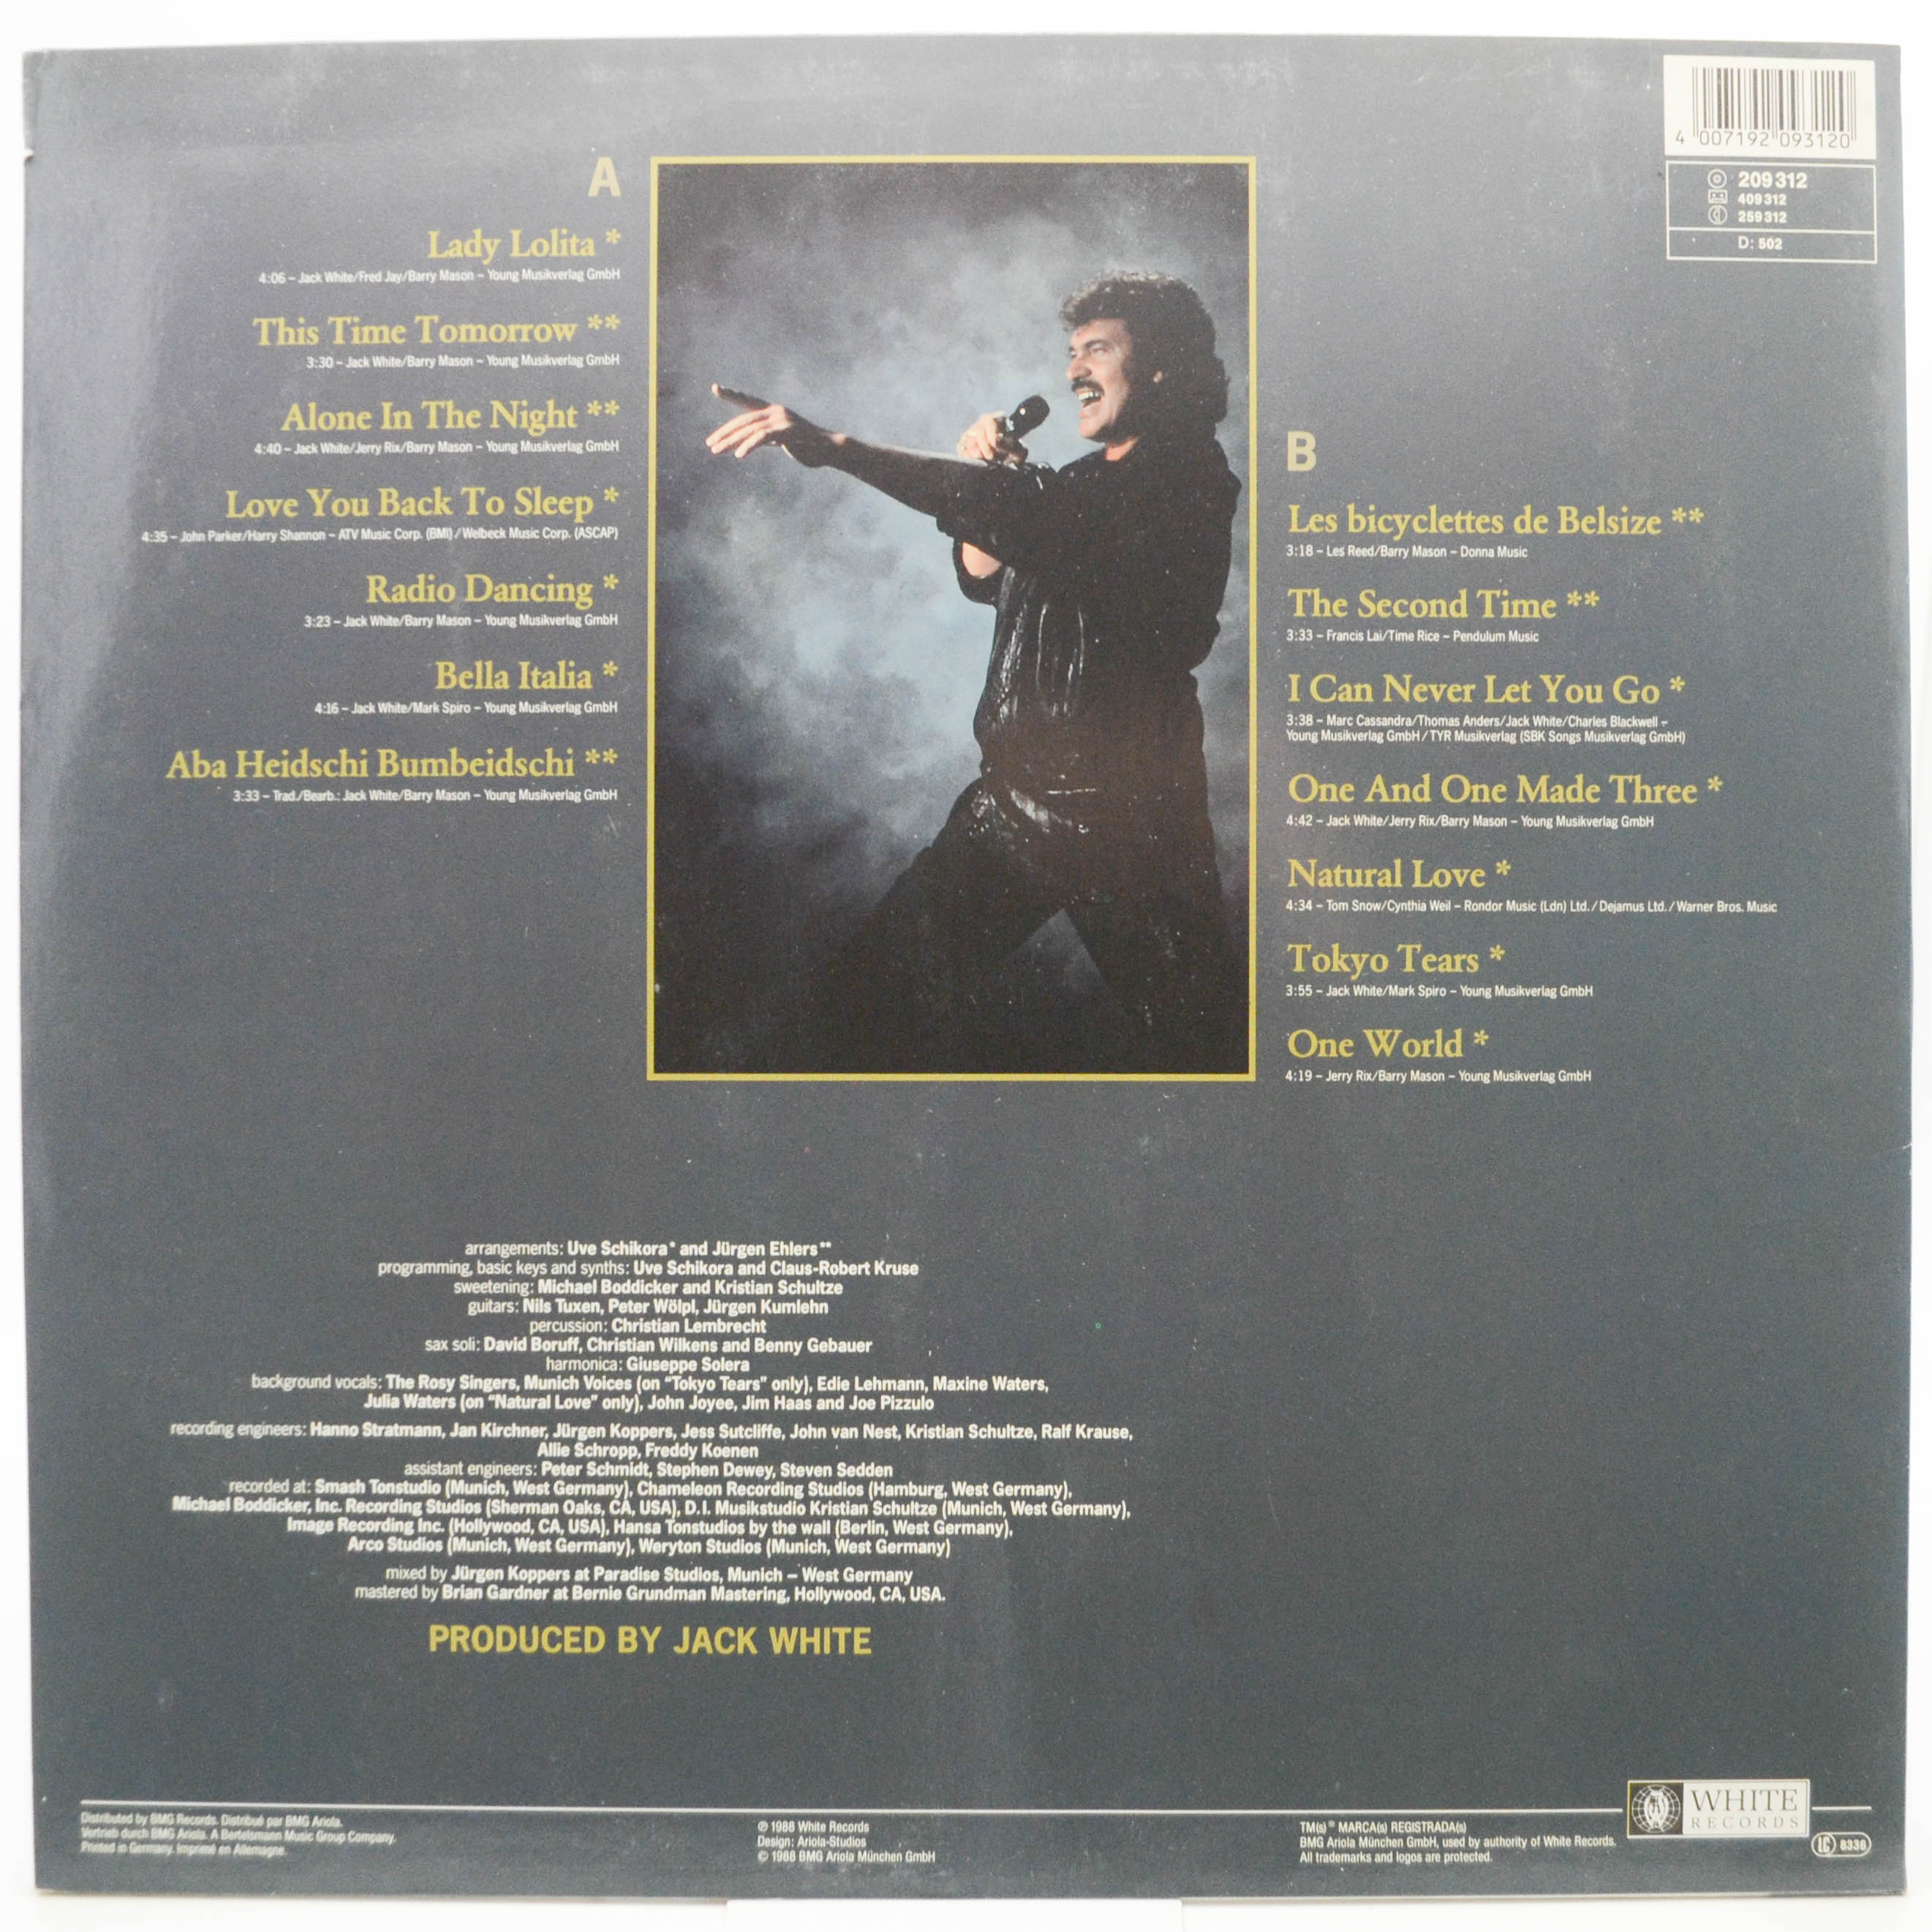 4 007192 093120
209 312
409 312
259 312
D: 502
A
Lady Lolita *
4:06 – Jack White/Fred Jay/Barry Mason – Young Musikverlag GmbH
This Time Tomorrow **
3:30 – Jack White/Barry Mason – Young Musikverlag GmbH
Alone In The Night **
4:40 – Jack White/Jerry Rix/Barry Mason – Young Musikverlag GmbH
Love You Back To Sleep *
4:35 – John Parker/Harry Shannon – ATV Music Corp. (BMI) / Welbeck Music Corp. (ASCAP)
Radio Dancing *
3:23 – Jack White/Barry Mason – Young Musikverlag GmbH
Bella Italia *
4:16 – Jack White/Mark Spiro – Young Musikverlag GmbH
Aba Heidschi Bumbeidschi **
3:33 – Trad./Bearb.: Jack White/Barry Mason – Young Musikverlag GmbH
B
Les bicyclettes de Belsize **
3:18 – Les Reed/Barry Mason – Donna Music
The Second Time **
3:33 – Francis Lai/Time Rice – Pendulum Music
I Can Never Let You Go *
3:38 – Marc Cassandra/Thomas Anders/Jack White/Charles Blackwell –
Young Musikverlag GmbH / TYR Musikverlag (SBK Songs Musikverlag GmbH)
One And One Made Three *
4:42 – Jack White/Jerry Rix/Barry Mason – Young Musikverlag GmbH
Natural Love *
4:34 – Tom Snow/Cynthia Weil – Rondor Music (Ldn) Ltd. / Dejamus Ltd. / Warner Bros. Music
Tokyo Tears *
3:55 – Jack White/Mark Spiro – Young Musikverlag GmbH
One World *
4:19 – Jerry Rix/Barry Mason – Young Musikverlag GmbH
arrangements: Uve Schikora* and Jürgen Ehlers**
programming, basic keys and synths: Uve Schikora and Claus-Robert Kruse
sweetening: Michael Boddicker and Kristian Schultze
guitars: Nils Tuxen, Peter Wölpl, Jürgen Kumlehn
percussion: Christian Lembrecht
sax soli: David Boruff, Christian Wilkens and Benny Gebauer
harmonica: Giuseppe Solera
background vocals: The Rosy Singers, Munich Voices (on "Tokyo Tears" only), Edie Lehmann, Maxine Waters,
Julia Waters (on "Natural Love" only), John Joyee, Jim Haas and Joe Pizzulo
recording engineers: Hanno Stratmann, Jan Kirchner, Jürgen Koppers, Jess Sutcliffe, John van Nest, Kristian Schultze, Ralf Krause,
Allie Schropp, Freddy Koenen
assistant engineers: Peter Schmidt, Stephen Dewey, Steven Sedden
recorded at: Smash Tonstudio (Munich, West Germany), Chameleon Recording Studios (Hamburg, West Germany),
Michael Boddicker, Inc. Recording Studios (Sherman Oaks, CA, USA), D.I. Musikstudio Kristian Schultze (Munich, West Germany),
Image Recording Inc. (Hollywood, CA, USA), Hansa Tonstudios by the wall (Berlin, West Germany),
Arco Studios (Munich, West Germany), Weryton Studios (Munich, West Germany)
mixed by Jürgen Koppers at Paradise Studios, Munich – West Germany
mastered by Brian Gardner at Bernie Grundman Mastering, Hollywood, CA, USA.
PRODUCED BY JACK WHITE
Distributed by BMG Records. Distribué par BMG Ariola.
Vertrieb durch BMG Ariola. A Bertelsmann Music Group Company.
Printed in Germany. Imprimé en Allemagne.
℗ 1988 White Records
Design: Ariola-Studios
© 1988 BMG Ariola München GmbH
TM(s) ® MARCA(s) REGISTRADA(s)
BMG Ariola München GmbH, used by authority of White Records.
All trademarks and logos are protected.
WHITE
RECORDS
LC 8336